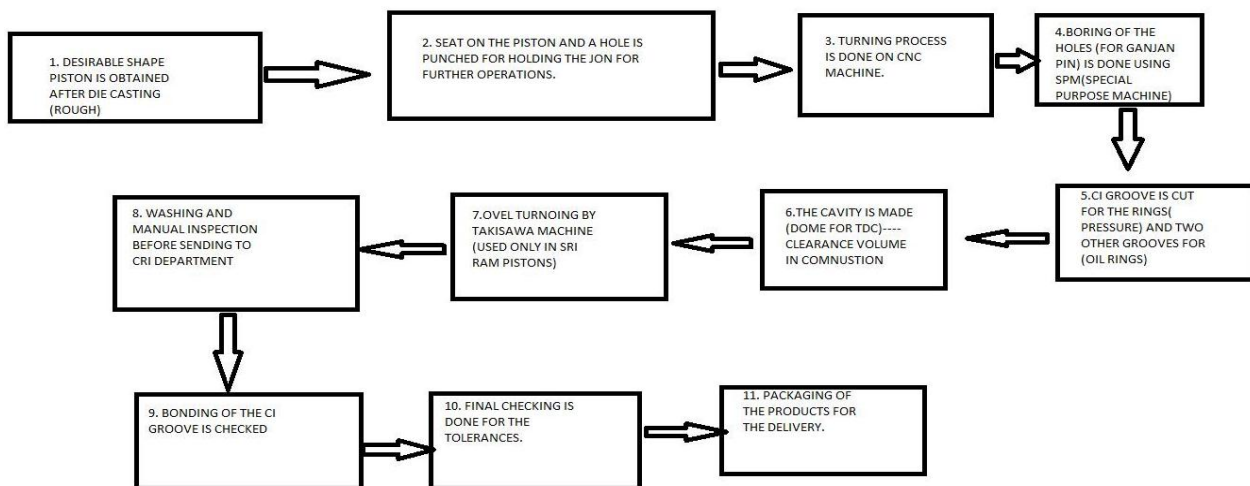 1. DESIRABLE SHAPE
PISTON IS OBTAINED
AFTER DIE CASTING
(ROUGH)
2. SEAT ON THE PISTON AND A HOLE IS
PUNCHED FOR HOLDING THE JON FOR
FURTHER OPERATIONS.
3. TURNING PROCESS
IS DONE ON CNC
MACHINE.
4.BORING OF THE
HOLES (FOR GANJAN
PIN) IS DONE USING
SPM(SPECIAL
PURPOSE MACHINE)
5.CI GROOVE IS CUT
FOR THE RINGS(
PRESSURE) AND TWO
OTHER GROOVES FOR
(OIL RINGS)
6.THE CAVITY IS MADE
(DOME FOR TDC)----
CLEARANCE VOLUME
IN COMNUSTION
7.OVEL TURNOING BY
TAKISAWA MACHINE
(USED ONLY IN SRI
RAM PISTONS)
8. WASHING AND
MANUAL INSPECTION
BEFORE SENDING TO
CRI DEPARTMENT
9. BONDING OF THE CI
GROOVE IS CHECKED
10. FINAL CHECKING IS
DONE FOR THE
TOLERANCES.
11. PACKAGING OF
THE PRODUCTS FOR
THE DELIVERY.